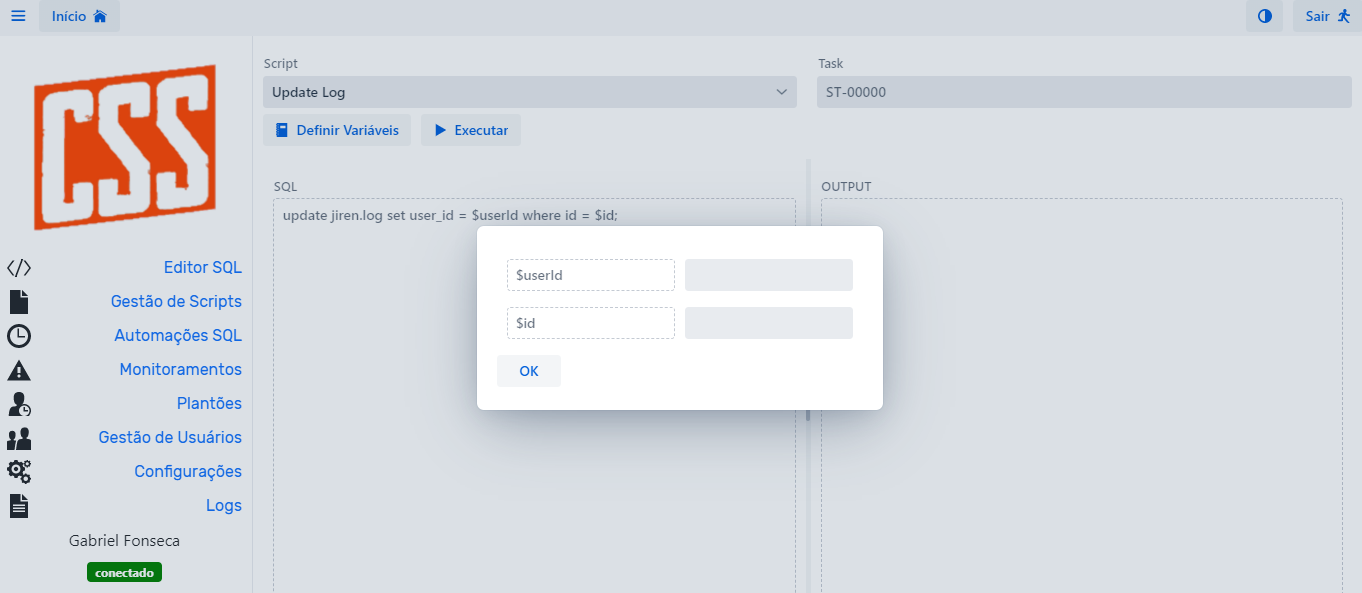 Início
Sair
CSS
Script
Task
Update Log
ST-00000
Definir Variáveis
Executar
SQL
OUTPUT
update jiren.log set user_id = $userId where id = $id;
$userId
$id
OK
Editor SQL
Gestão de Scripts
Automações SQL
Monitoramentos
Plantões
Gestão de Usuários
Configurações
Logs
Gabriel Fonseca
conectado